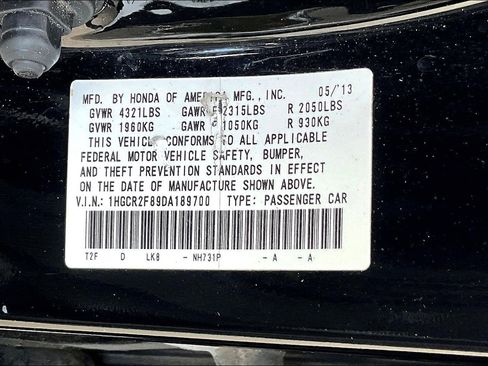 MFD. BY HONDA OF AMERICA MFG., INC. 05/'13
GVWR 4321LBS GAWR F 2315LBS R 2050LBS
GVWR 1960KG GAWR F 1050KG R 930KG
THIS VEHICLE CONFORMS TO ALL APPLICABLE
FEDERAL MOTOR VEHICLE SAFETY, BUMPER,
AND THEFT PREVENTION STANDARDS IN EFFECT
ON THE DATE OF MANUFACTURE SHOWN ABOVE.
V.I.N.: 1HGCR2F89DA189700 TYPE: PASSENGER CAR
T2F D LK8 - NH731P - A - A